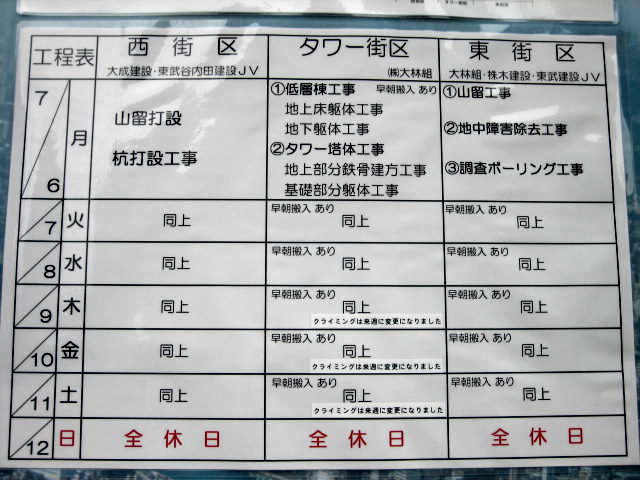 工程表 西街区 タワー街区 東街区
大成建設・東武谷内田建設JV (株)大林組 大林組・株木建設・東武建設JV
7/6 月
山留打設
杭打設工事
①低層棟工事 早朝搬入 あり
地上床躯体工事
地下躯体工事
②タワー塔体工事
地上部分鉄骨建方工事
基礎部分躯体工事
①山留工事
②地中障害除去工事
③調査ボーリング工事
7 火 同上 早朝搬入 あり 同上 早朝搬入 あり 同上
8 水 同上 早朝搬入 あり 同上 早朝搬入 あり 同上
9 木 同上 早朝搬入 あり 同上 早朝搬入 あり 同上
クライミングは来週に変更になりました
10 金 同上 早朝搬入 あり 同上 早朝搬入 あり 同上
クライミングは来週に変更になりました
11 土 同上 早朝搬入 あり 同上 早朝搬入 あり 同上
クライミングは来週に変更になりました
12 日 全休日 全休日 全休日